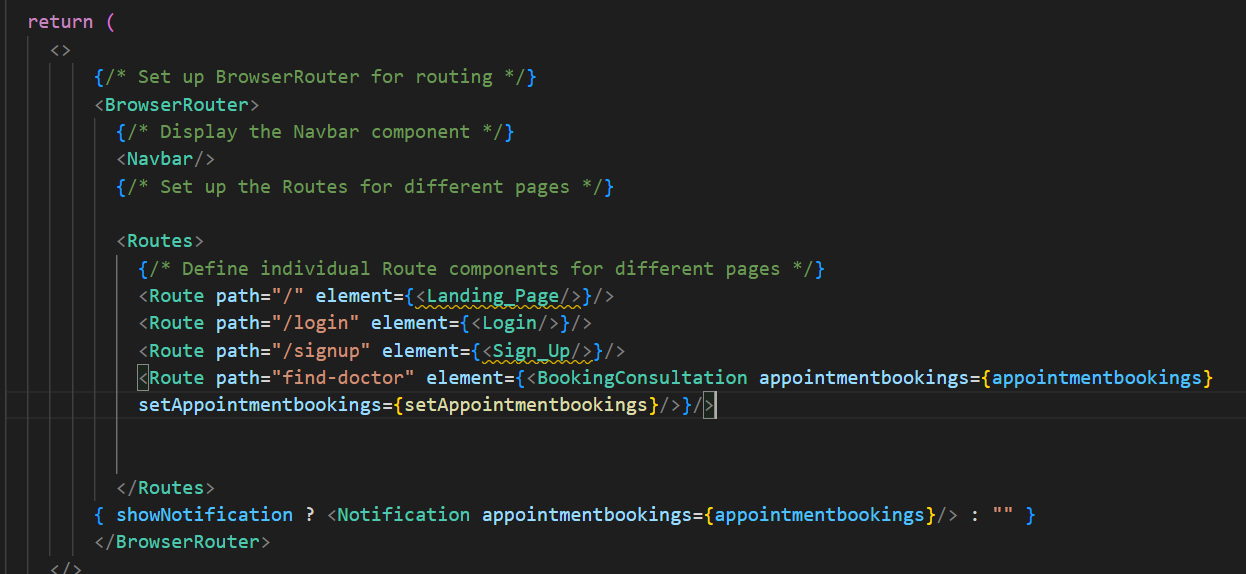 return (
<>
{/* Set up BrowserRouter for routing */}
<BrowserRouter>
{/* Display the Navbar component */}
<Navbar/>
{/* Set up the Routes for different pages */}
<Routes>
{/* Define individual Route components for different pages */}
<Route path="/" element={<Landing_Page/>}/>
<Route path="/login" element={<Login/>}/>
<Route path="/signup" element={<Sign_Up/>}/>
<Route path="find-doctor" element={<BookingConsultation appointmentbookings={appointmentbookings}
setAppointmentbookings={setAppointmentbookings}/>}/>
</Routes>
{ showNotification ? <Notification appointmentbookings={appointmentbookings}/> : "" }
</BrowserRouter>
</>